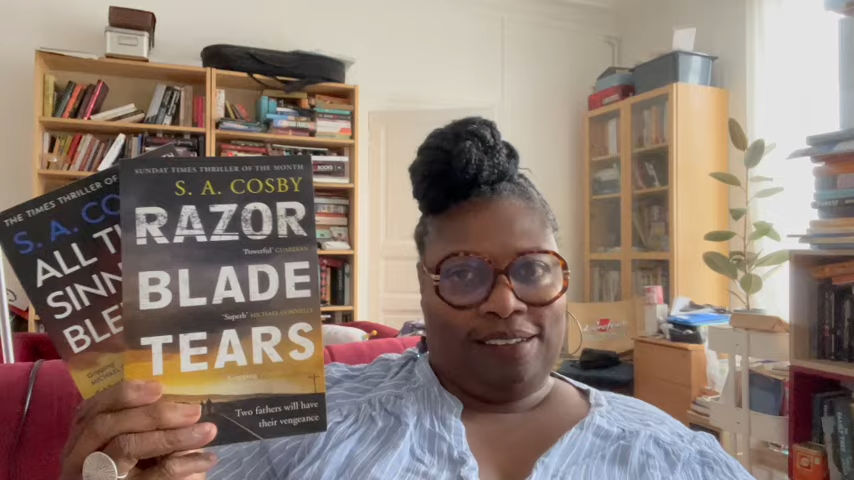 THE TIMES THRILLER OF
S. A. CO
ALL TH
SINN
BLE
SUNDAY TIMES THRILLER OF THE MONTH
S. A. COSBY
RAZOR
'Powerful' GUARDIAN
BLADE
'Superb' MICHAEL CONNELLY
TEARS
Two fathers will have
their vengeance